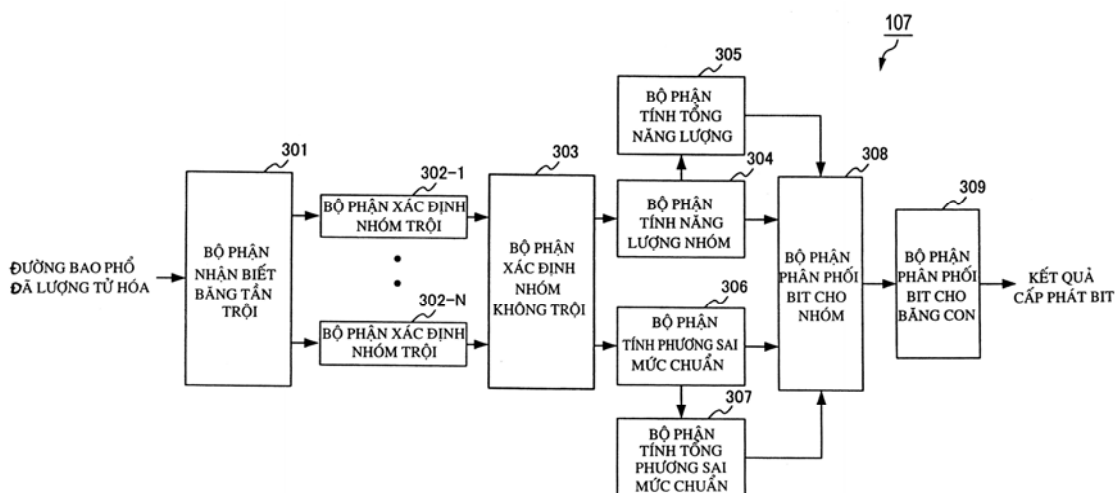 107
305
BỘ PHẬN
TÍNH TỔNG
NĂNG LƯỢNG
301
302-1
303
304
308
309
BỘ PHẬN XÁC ĐỊNH
NHÓM TRỘI
BỘ PHẬN
TÍNH NĂNG
LƯỢNG NHÓM
ĐƯỜNG BAO PHỔ
ĐÃ LƯỢNG TỬ HÓA
BỘ PHẬN
NHẬN BIẾT
BĂNG TẦN
TRỘI
BỘ PHẬN
XÁC ĐỊNH
NHÓM
KHÔNG TRỘI
BỘ PHẬN
PHÂN PHỐI
BIT CHO
NHÓM
BỘ PHẬN
PHÂN PHỐI
BIT CHO
BĂNG CON
KẾT QUẢ
CẤP PHÁT BIT
302-N
306
BỘ PHẬN XÁC ĐỊNH
NHÓM TRỘI
BỘ PHẬN
TÍNH PHƯƠNG SAI
MỨC CHUẨN
307
BỘ PHẬN
TÍNH TỔNG
PHƯƠNG SAI
MỨC CHUẨN